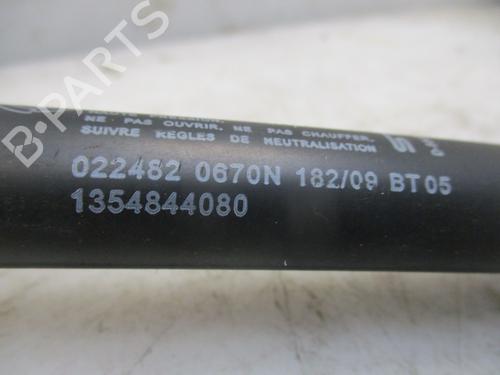 NE PAS OUVRIR, NE PAS CHAUFFER,
SUIVRE REGLES DE NEUTRALISATION
022482 0670N 182/09 BT05
1354844080
B-PARTS